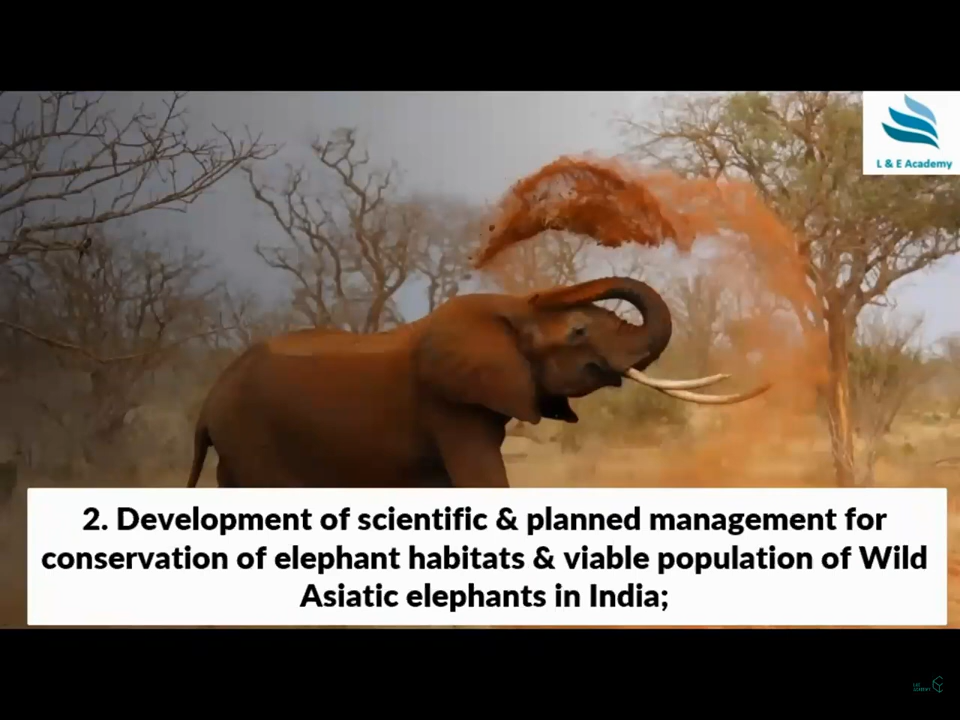 L & E Academy
2. Development of scientific & planned management for
conservation of elephant habitats & viable population of Wild
Asiatic elephants in India;